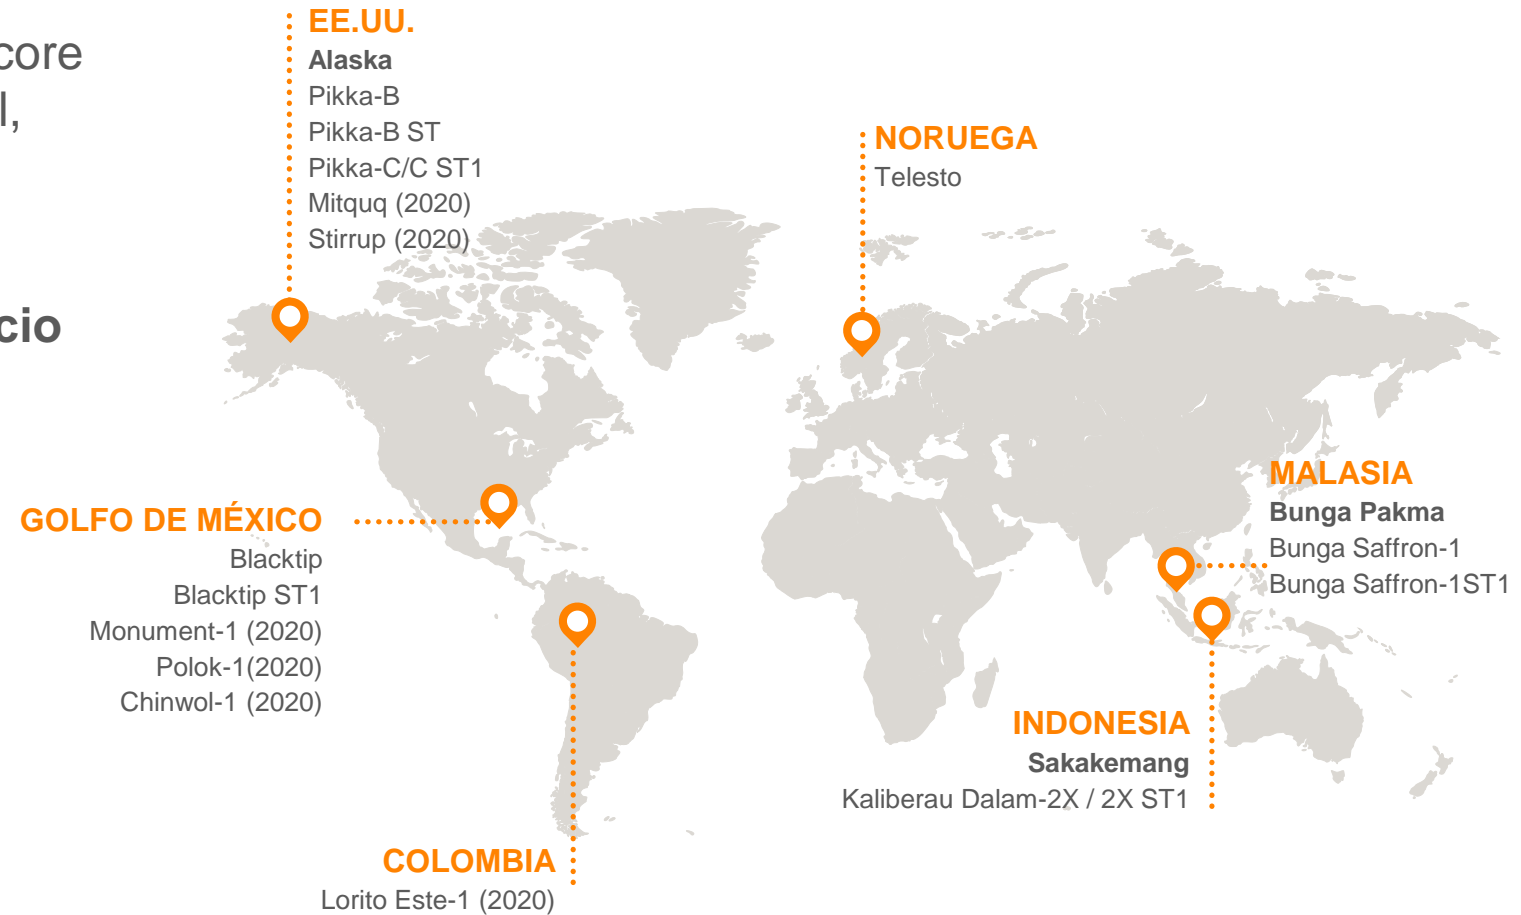 core
l,
cio
EE.UU.
Alaska
Pikka-B
Pikka-B ST
Pikka-C/C ST1
Mitquq (2020)
Stirrup (2020)
NORUEGA
Telesto
GOLFO DE MÉXICO
Blacktip
Blacktip ST1
Monument-1 (2020)
Polok-1(2020)
Chinwol-1 (2020)
MALASIA
Bunga Pakma
Bunga Saffron-1
Bunga Saffron-1ST1
INDONESIA
Sakakemang
Kaliberau Dalam-2X / 2X ST1
COLOMBIA
Lorito Este-1 (2020)